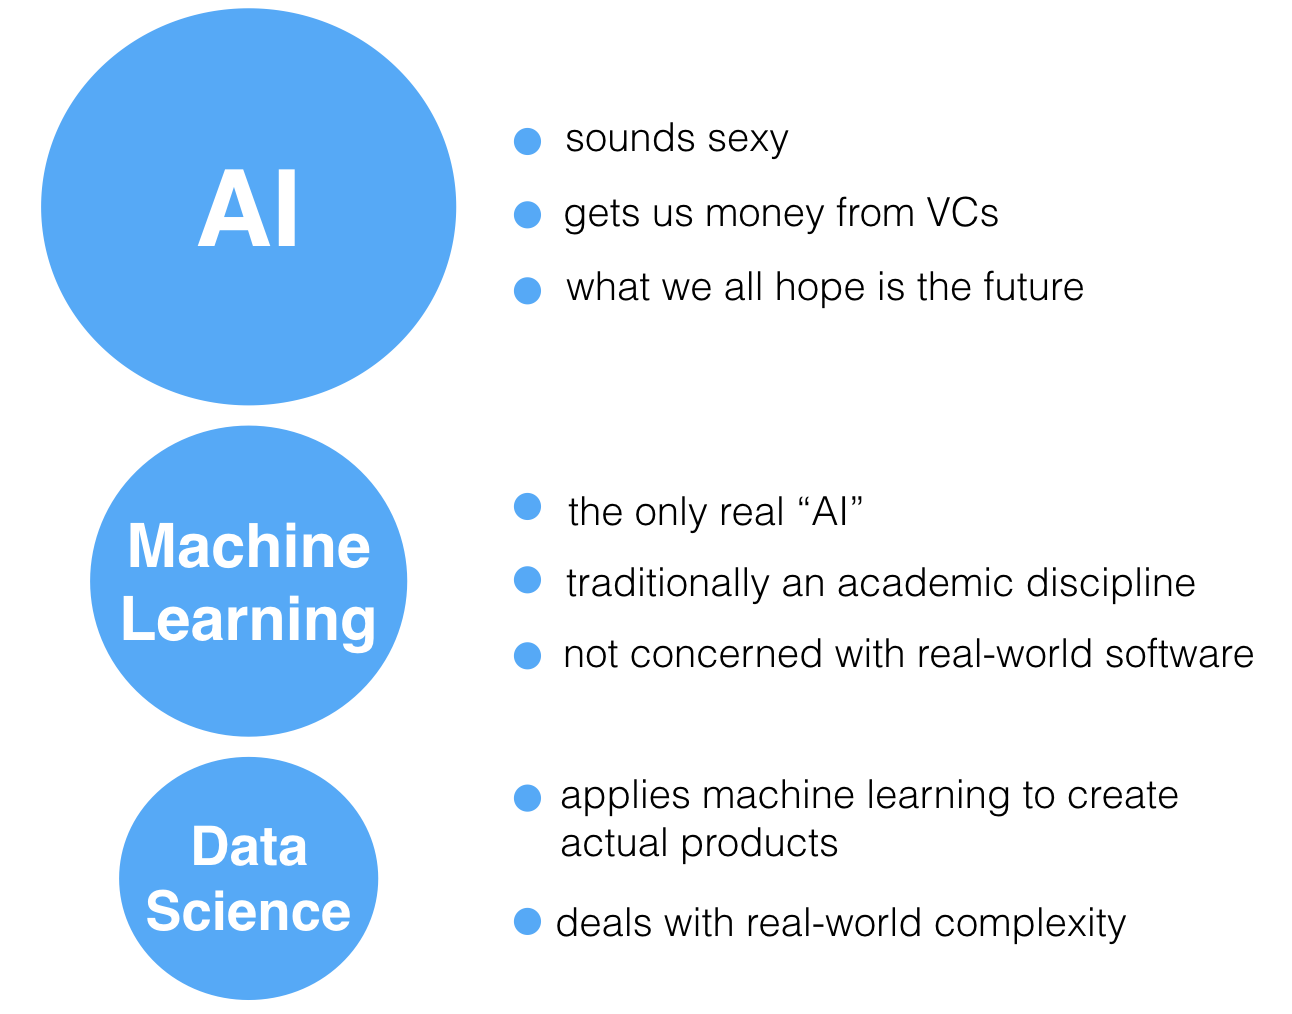 AI
sounds sexy
gets us money from VCs
what we all hope is the future
Machine
Learning
the only real “AI”
traditionally an academic discipline
not concerned with real-world software
Data
Science
applies machine learning to create
actual products
deals with real-world complexity